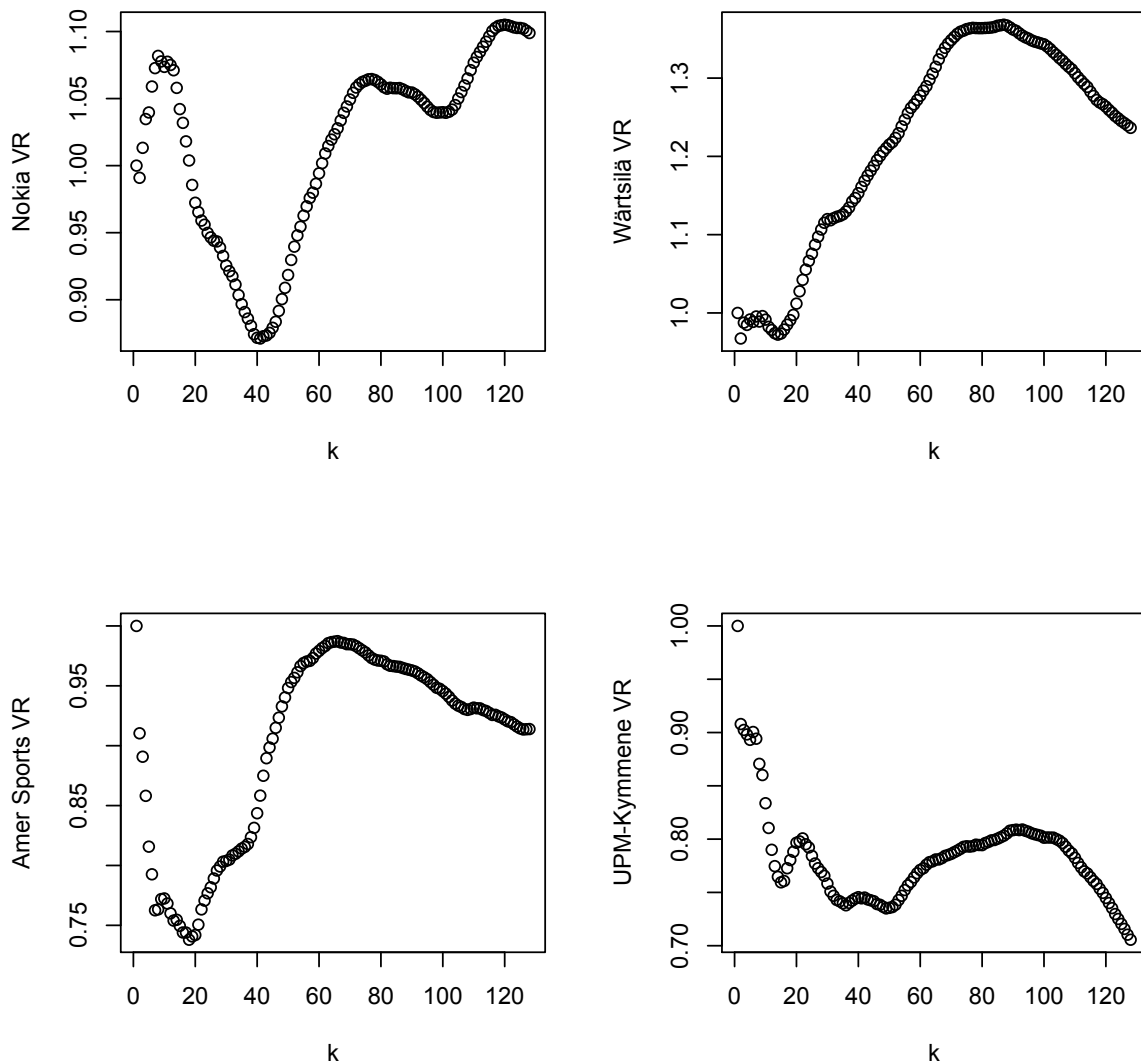 Nokia VR
0.90 0.95 1.00 1.05 1.10
0 20 40 60 80 100 120
k
Wärtsilä VR
1.0 1.1 1.2 1.3
0 20 40 60 80 100 120
k
Amer Sports VR
0.75 0.85 0.95
0 20 40 60 80 100 120
k
UPM-Kymmene VR
0.70 0.80 0.90 1.00
0 20 40 60 80 100 120
k